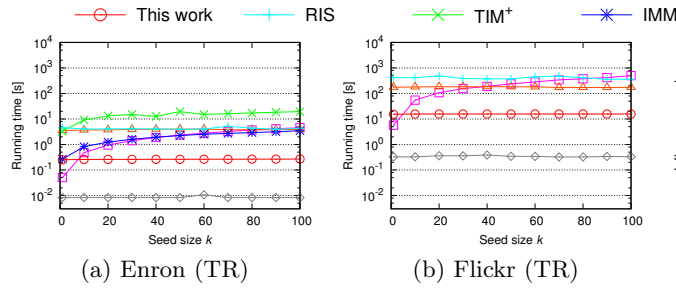 This work RIS TIM+ IMM
Running time [s]
10^4
10^3
10^2
10^1
10^0
10^-1
10^-2
0 20 40 60 80 100
Seed size k
(a) Enron (TR)
Running time [s]
10^4
10^3
10^2
10^1
10^0
10^-1
10^-2
0 20 40 60 80 100
Seed size k
(b) Flickr (TR)